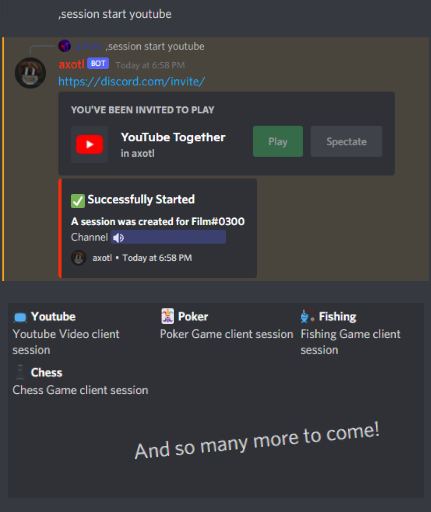 ,session start youtube
,session start youtube
axotl BOT Today at 6:58 PM
https://discord.com/invite/
YOU'VE BEEN INVITED TO PLAY
YouTube Together
in axotl
Play
Spectate
Successfully Started
A session was created for Film#0300
Channel
axotl • Today at 6:58 PM
Youtube
Youtube Video client
session
Poker
Poker Game client session
Fishing
Fishing Game client
session
Chess
Chess Game client session
And so many more to come!